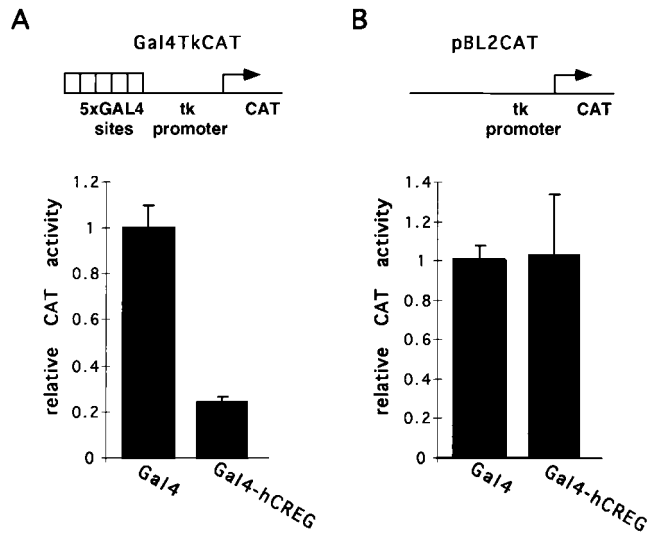 A
Gal4TkCAT
5xGAL4 sites
tk promoter
CAT
relative CAT activity
1.2
1
0.8
0.6
0.4
0.2
0
Gal4
Gal4-hCREG
B
pBL2CAT
tk promoter
CAT
relative CAT activity
1.4
1.2
1
0.8
0.6
0.4
0.2
0
Gal4
Gal4-hCREG